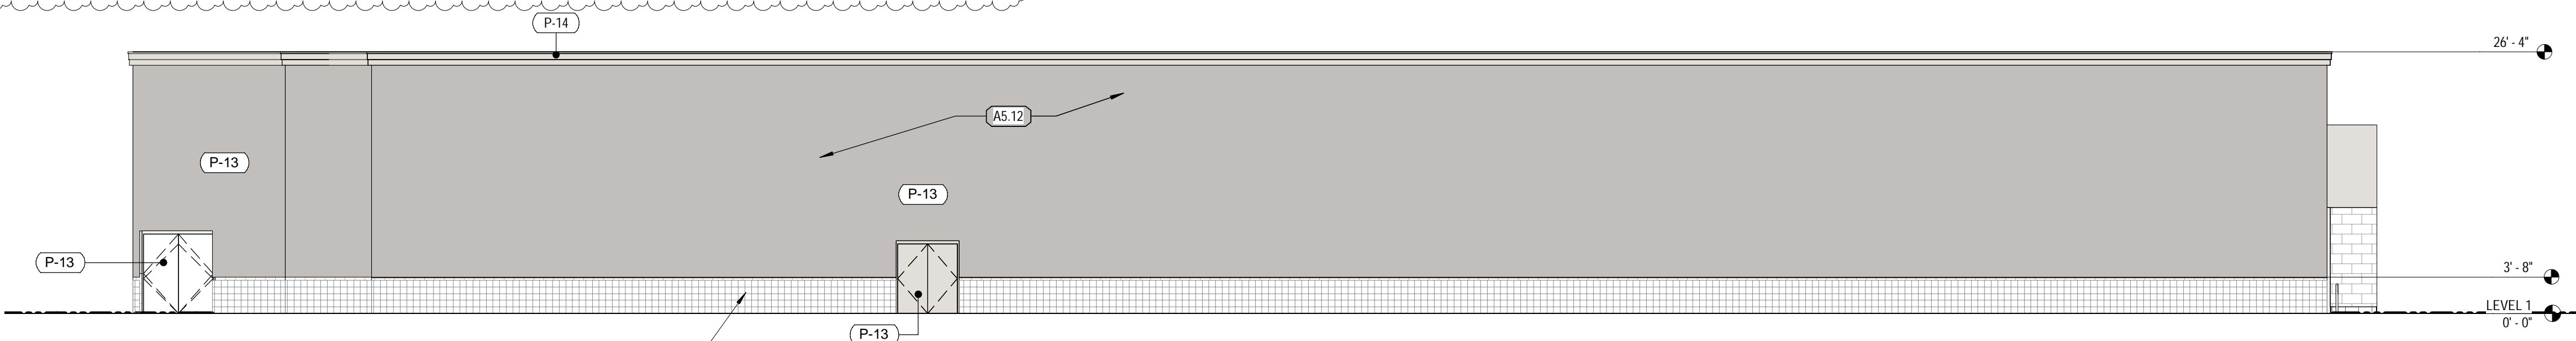 P-14
26' - 4"
A5.12
P-13
P-13
P-13
3' - 8"
LEVEL 1
0' - 0"
P-13